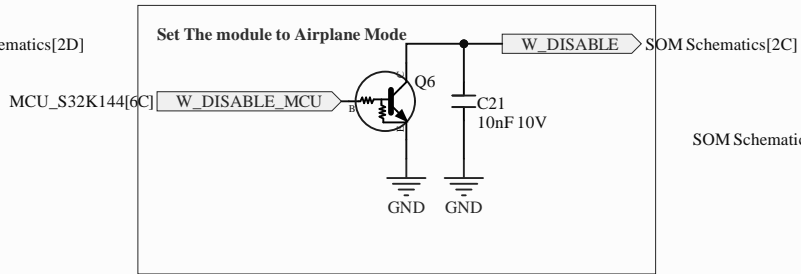 Set The module to Airplane Mode
ematics[2D]
W_DISABLE
SOM Schematics[2C]
C
Q6
MCU_S32K144[6C]
W_DISABLE_MCU
B
C21
10nF 10V
E
SOM Schematic
GND
GND